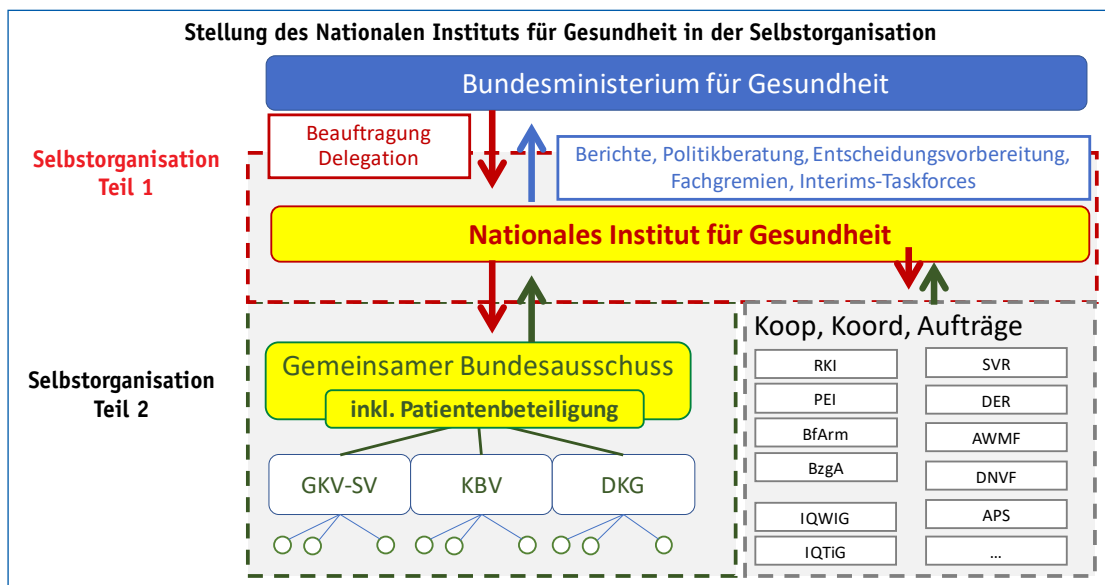 Stellung des Nationalen Instituts für Gesundheit in der Selbstorganisation
Bundesministerium für Gesundheit
Beauftragung
Delegation
Selbstorganisation
Teil 1
Berichte, Politikberatung, Entscheidungsvorbereitung,
Fachgremien, Interims-Taskforces
Nationales Institut für Gesundheit
Selbstorganisation
Teil 2
Gemeinsamer Bundesausschuss
inkl. Patientenbeteiligung
GKV-SV
KBV
DKG
Koop, Koord, Aufträge
RKI
PEI
BfArm
BzgA
IQWIG
IQTiG
SVR
DER
AWMF
DNVF
APS
...